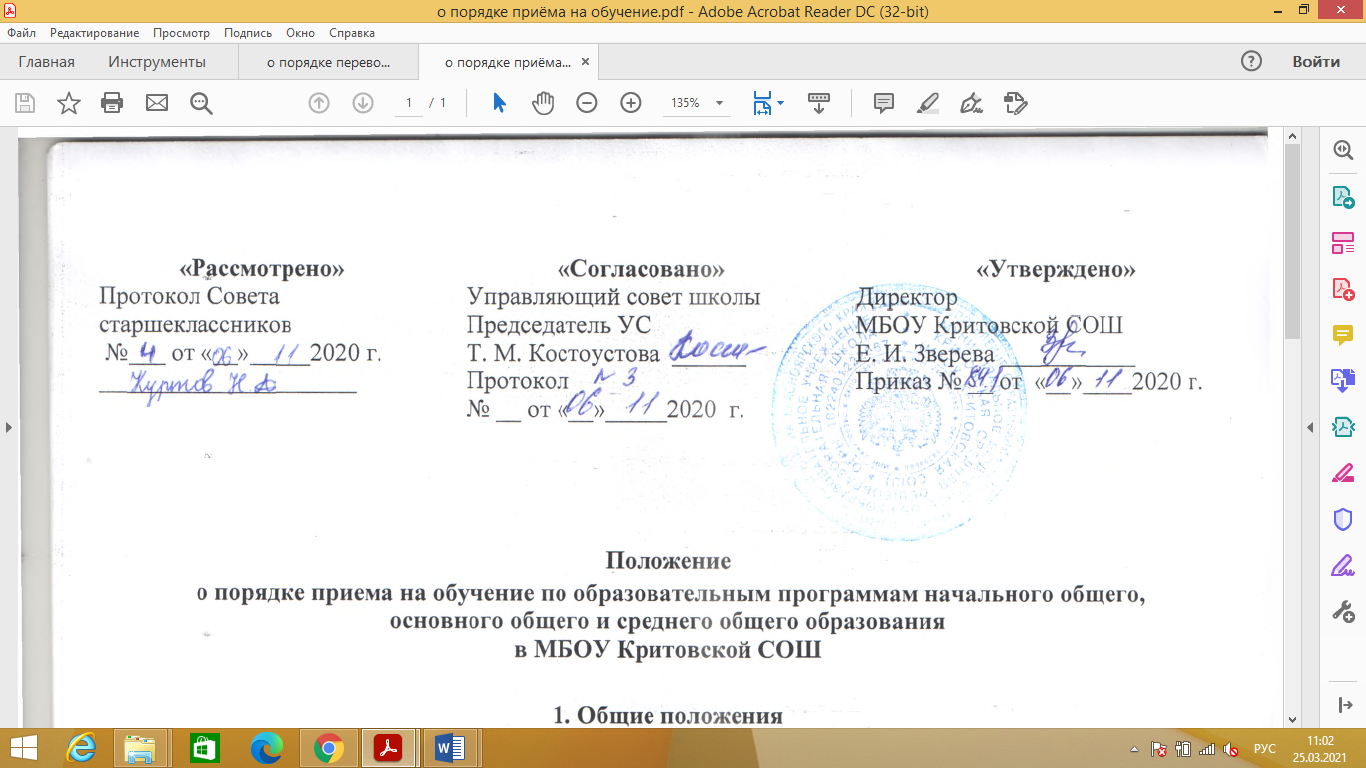 о порядке приёма на обучение.pdf - Adobe Acrobat Reader DC (32-bit)
Файл Редактирование Просмотр Подпись Окно Справка
Главная Инструменты о порядке перево... о порядке приёма... × Войти
1 / 1 135%
«Рассмотрено»
Протокол Совета
старшеклассников
№ 4 от «06» 11 2020 г.
«Согласовано»
Управляющий совет школы
Председатель УС
Т. М. Костоустова
Протокол № 3
№ __ от «06» 11 2020 г.
«Утверждено»
Директор
МБОУ Критовской СОШ
Е. И. Зверева
Приказ № от «06» 11 2020 г.
Положение
о порядке приема на обучение по образовательным программам начального общего,
основного общего и среднего общего образования
в МБОУ Критовской СОШ
1. Общие положения
РУС
11:02
25.03.2021